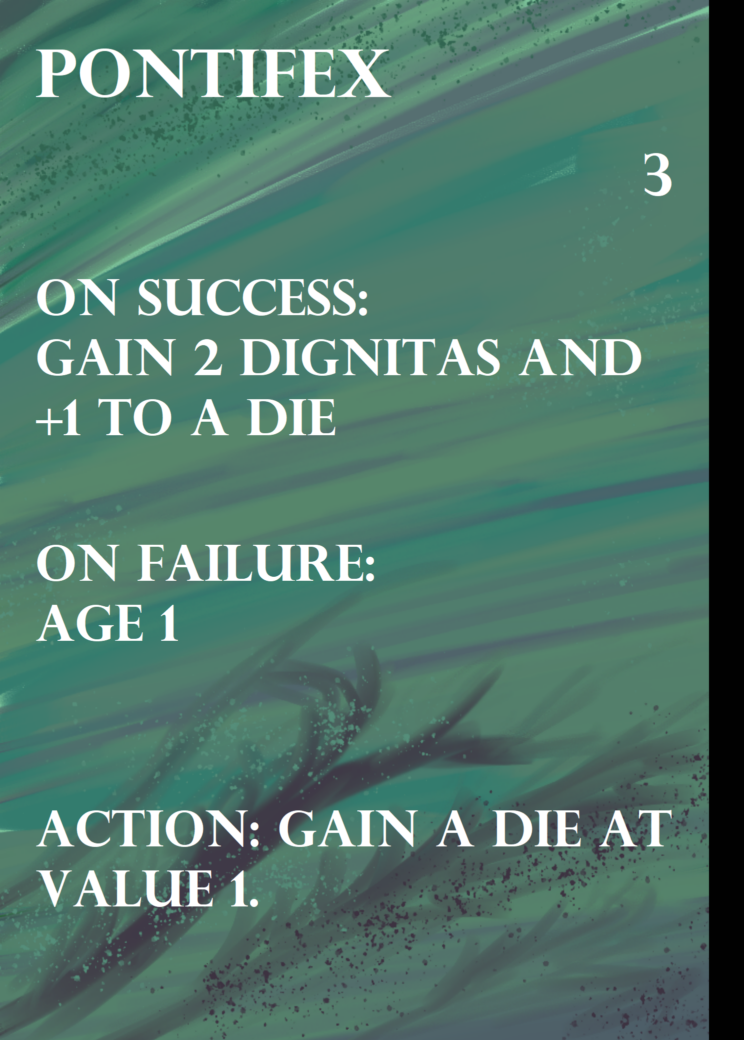 PONTIFEX
3
ON SUCCESS:
GAIN 2 DIGNITAS AND
+1 TO A DIE
ON FAILURE:
AGE 1
ACTION: GAIN A DIE AT
VALUE 1.